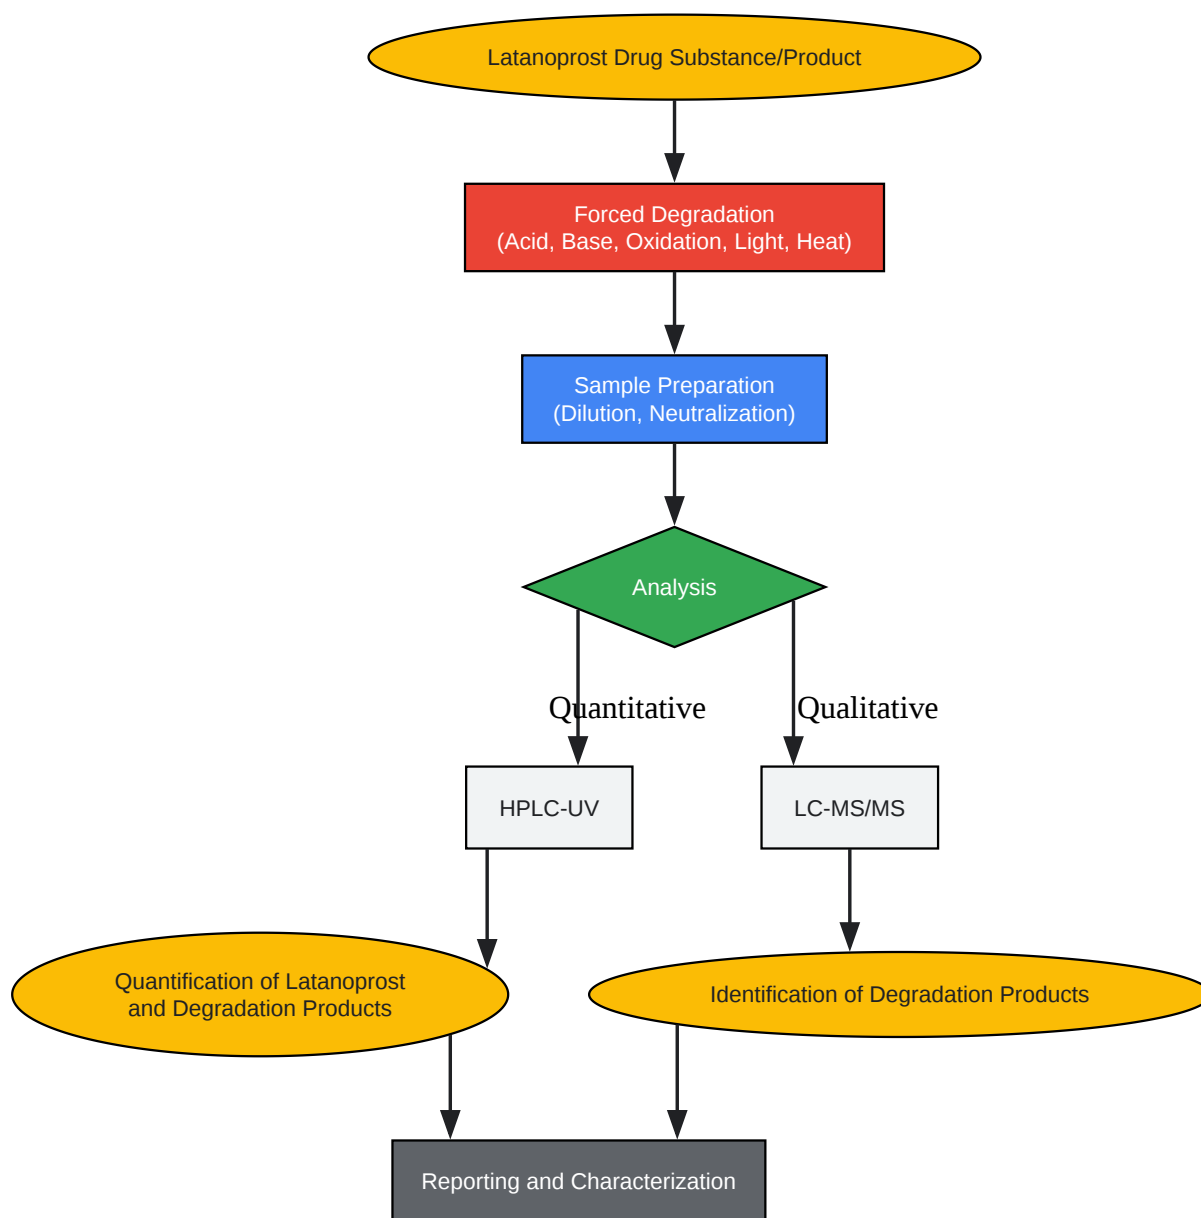 Latanoprost Drug Substance/Product
Forced Degradation
(Acid, Base, Oxidation, Light, Heat)
Sample Preparation
(Dilution, Neutralization)
Analysis
Quantitative
Qualitative
HPLC-UV
LC-MS/MS
Quantification of Latanoprost
and Degradation Products
Identification of Degradation Products
Reporting and Characterization